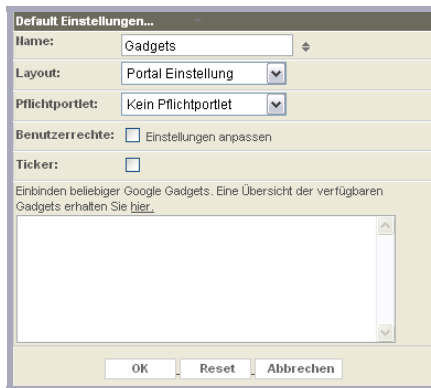 Default Einstellungen...
Name: Gadgets
Layout: Portal Einstellung
Pflichtportlet: Kein Pflichtportlet
Benutzerrechte: Einstellungen anpassen
Ticker:
Einbinden beliebiger Google Gadgets. Eine Übersicht der verfügbaren
Gadgets erhalten Sie hier.
OK Reset Abbrechen